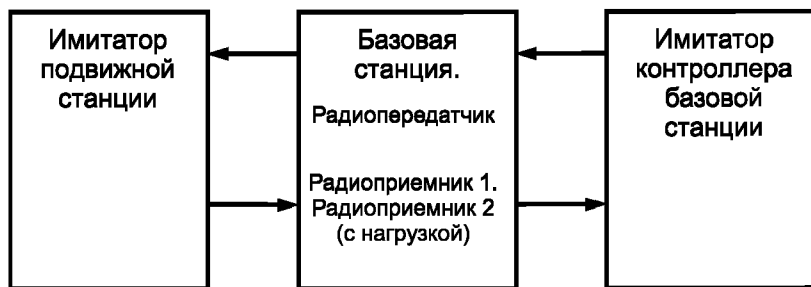 Имитатор
подвижной
станции
Базовая
станция.
Радиопередатчик
Радиоприемник 1.
Радиоприемник 2
(с нагрузкой)
Имитатор
контроллера
базовой
станции